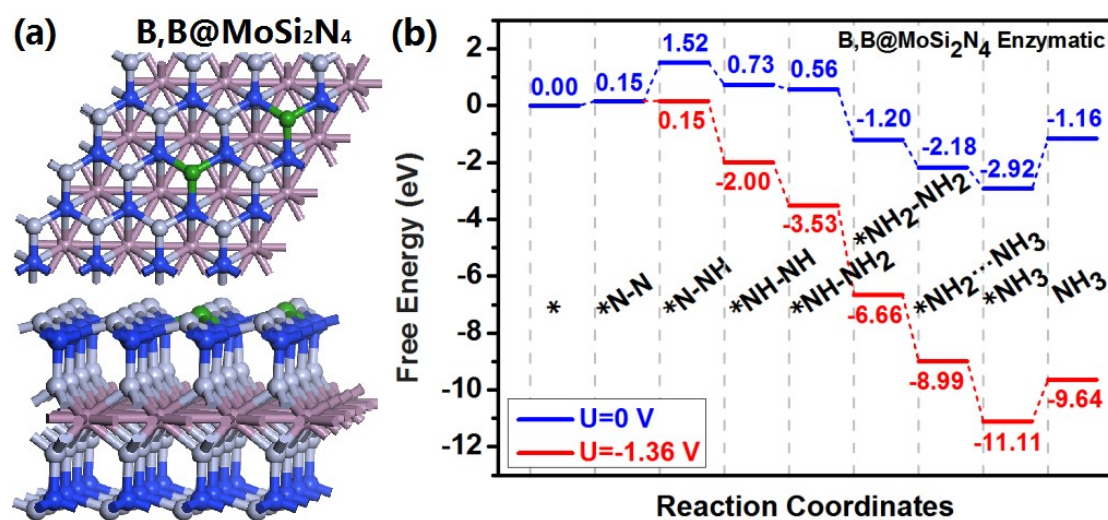 (a) B,B@MoSi₂N₄
(b)
B,B@MoSi₂N₄ Enzymatic
Free Energy (eV)
2
0
-2
-4
-6
-8
-10
-12
0.00
0.15
1.52
0.73
0.56
-1.20
-2.18
-2.92
-1.16
0.15
-2.00
-3.53
-6.66
-8.99
-11.11
-9.64
*
*N-N
*N-NH
*NH-NH
*NH-NH₂
*NH₂-NH₂
*NH₂···NH₃
*NH₃
NH₃
U=0 V
U=-1.36 V
Reaction Coordinates